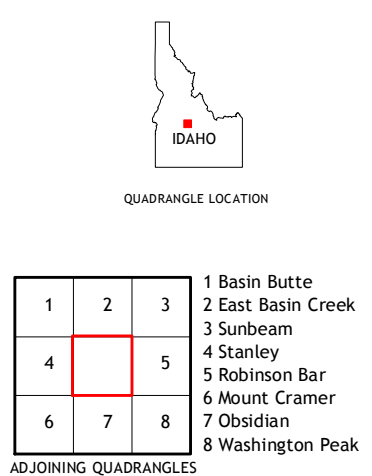 IDAHO
QUADRANGLE LOCATION
1 2 3
4 5
6 7 8
1 Basin Butte
2 East Basin Creek
3 Sunbeam
4 Stanley
5 Robinson Bar
6 Mount Cramer
7 Obsidian
8 Washington Peak
ADJOINING QUADRANGLES